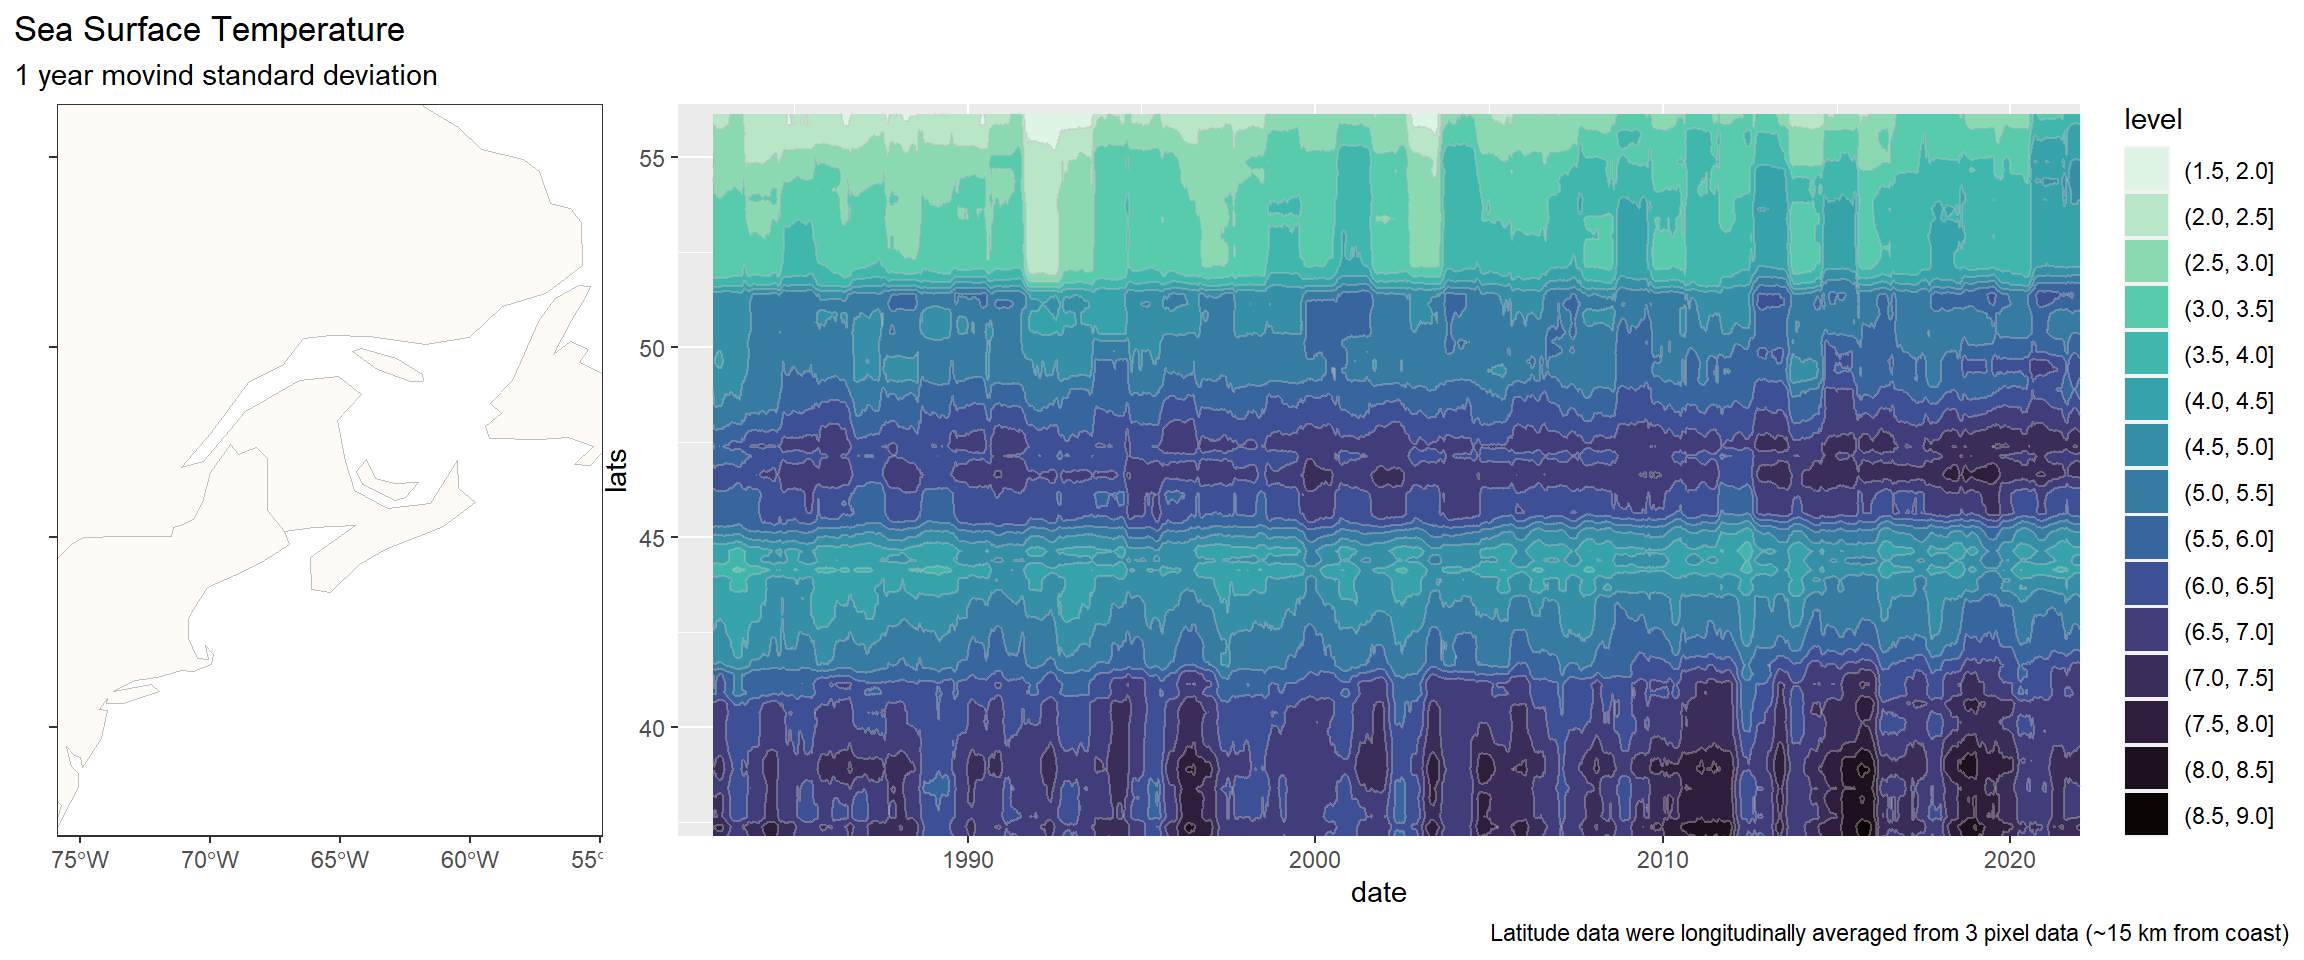 Sea Surface Temperature
1 year movind standard deviation
55
50
45
40
lats
75°W 70°W 65°W 60°W 55°
1990 2000 2010 2020
date
level
(1.5, 2.0]
(2.0, 2.5]
(2.5, 3.0]
(3.0, 3.5]
(3.5, 4.0]
(4.0, 4.5]
(4.5, 5.0]
(5.0, 5.5]
(5.5, 6.0]
(6.0, 6.5]
(6.5, 7.0]
(7.0, 7.5]
(7.5, 8.0]
(8.0, 8.5]
(8.5, 9.0]
Latitude data were longitudinally averaged from 3 pixel data (~15 km from coast)